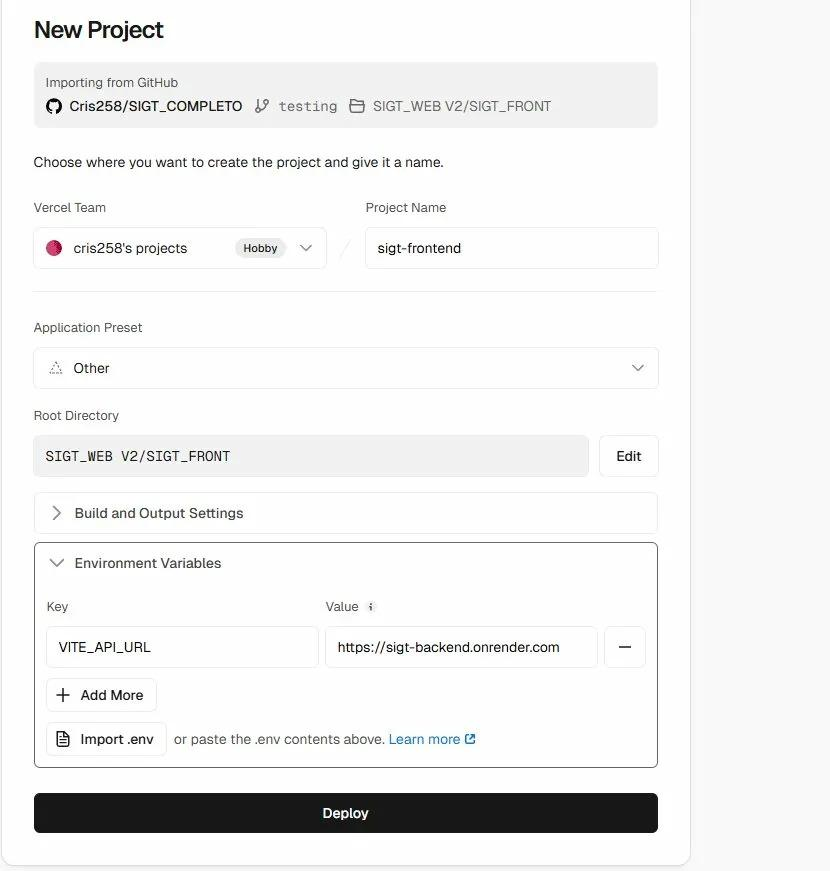 New Project
Importing from GitHub
Cris258/SIGT_COMPLETO testing SIGT_WEB V2/SIGT_FRONT
Choose where you want to create the project and give it a name.
Vercel Team Project Name
cris258's projects Hobby sigt-frontend
Application Preset
Other
Root Directory
SIGT_WEB V2/SIGT_FRONT Edit
Build and Output Settings
Environment Variables
Key Value i
VITE_API_URL https://sigt-backend.onrender.com
Add More
Import .env or paste the .env contents above. Learn more
Deploy